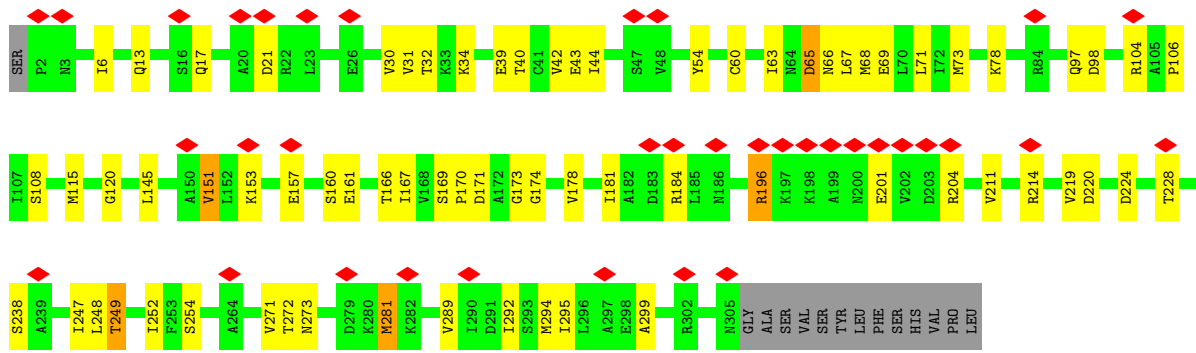 SER P2 N3 I6 Q13 S16 Q17 A20 D21 R22 L23 E26 V30 V31 T32 K33 K34 E39 T40 C41 V42 E43 I44 S47 V48 Y54 C60 I63 N64 D65 N66 L67 M68 E69 L70 L71 I72 M73 K78 R84 Q97 D98 R104 A105 P106
I107 S108 M115 G120 L145 A150 V151 L152 K153 E157 S160 E161 T166 I167 V168 S169 P170 D171 A172 G173 G174 V178 I181 A182 D183 R184 L185 N186 R196 K197 K198 A199 N200 E201 V202 D203 R204 V211 R214 V219 D220 D224 T228
S238 A239 I247 L248 T249 I252 F253 S254 A264 V271 T272 N273 D279 K280 M281 K282 V289 I290 D291 I292 S293 M294 I295 L296 A297 E298 A299 R302 N305 GLY ALA SER VAL SER TYR LEU PHE SER HIS VAL PRO LEU